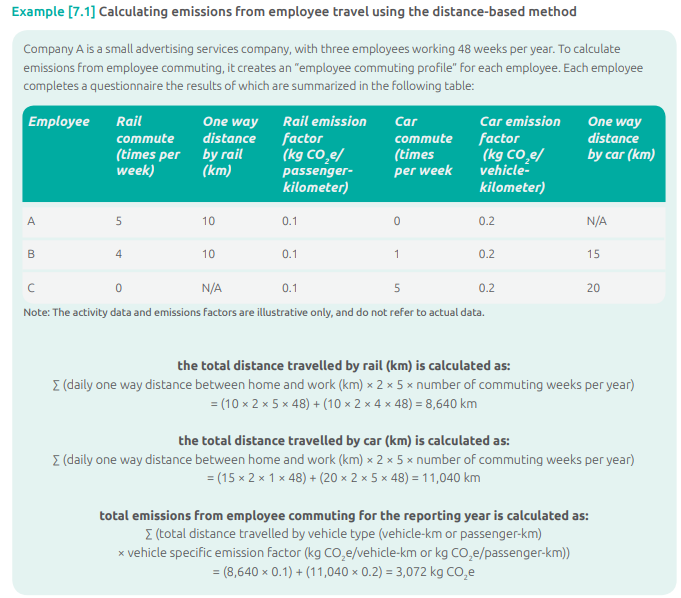 Example [7.1] Calculating emissions from employee travel using the distance-based method
Company A is a small advertising services company, with three employees working 48 weeks per year. To calculate
emissions from employee commuting, it creates an “employee commuting profile” for each employee. Each employee
completes a questionnaire the results of which are summarized in the following table:
Employee Rail commute (times per week) One way distance by rail (km) Rail emission factor (kg CO₂e/ passenger-kilometer) Car commute (times per week Car emission factor (kg CO₂e/ vehicle-kilometer) One way distance by car (km)
A 5 10 0.1 0 0.2 N/A
B 4 10 0.1 1 0.2 15
C 0 N/A 0.1 5 0.2 20
Note: The activity data and emissions factors are illustrative only, and do not refer to actual data.
the total distance travelled by rail (km) is calculated as:
∑ (daily one way distance between home and work (km) × 2 × 5 × number of commuting weeks per year)
= (10 × 2 × 5 × 48) + (10 × 2 × 4 × 48) = 8,640 km
the total distance travelled by car (km) is calculated as:
∑ (daily one way distance between home and work (km) × 2 × 5 × number of commuting weeks per year)
= (15 × 2 × 1 × 48) + (20 × 2 × 5 × 48) = 11,040 km
total emissions from employee commuting for the reporting year is calculated as:
∑ (total distance travelled by vehicle type (vehicle-km or passenger-km)
× vehicle specific emission factor (kg CO₂e/vehicle-km or kg CO₂e/passenger-km))
= (8,640 × 0.1) + (11,040 × 0.2) = 3,072 kg CO₂e